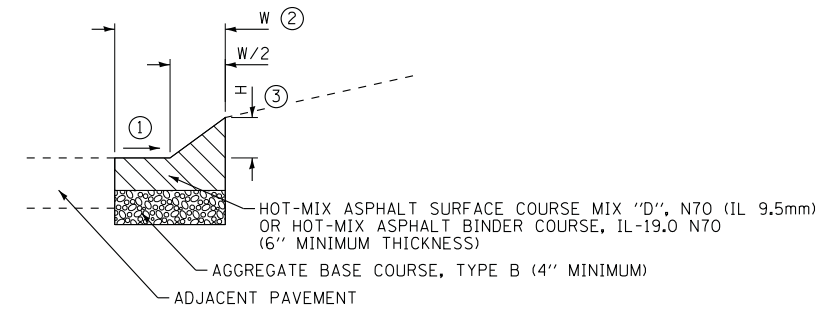 W ②
W/2
H
③
①
HOT-MIX ASPHALT SURFACE COURSE MIX "D", N70 (IL 9.5mm)
OR HOT-MIX ASPHALT BINDER COURSE, IL-19.0 N70
(6" MINIMUM THICKNESS)
AGGREGATE BASE COURSE, TYPE B (4" MINIMUM)
ADJACENT PAVEMENT